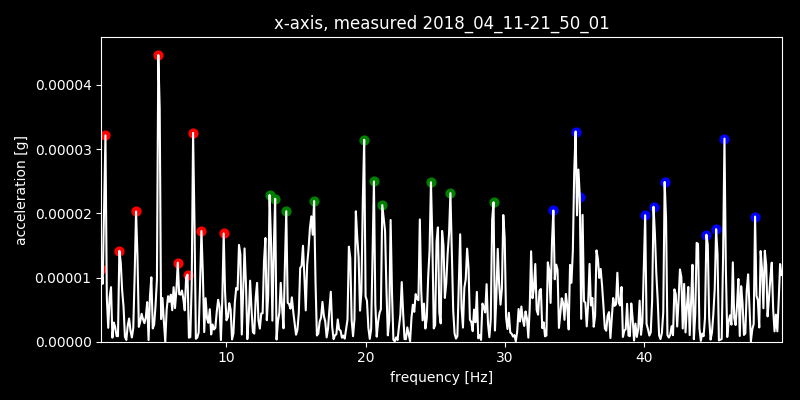 x-axis, measured 2018_04_11-21_50_01
0.00004
0.00003
0.00002
0.00001
0.00000
acceleration [g]
10 20 30 40
frequency [Hz]